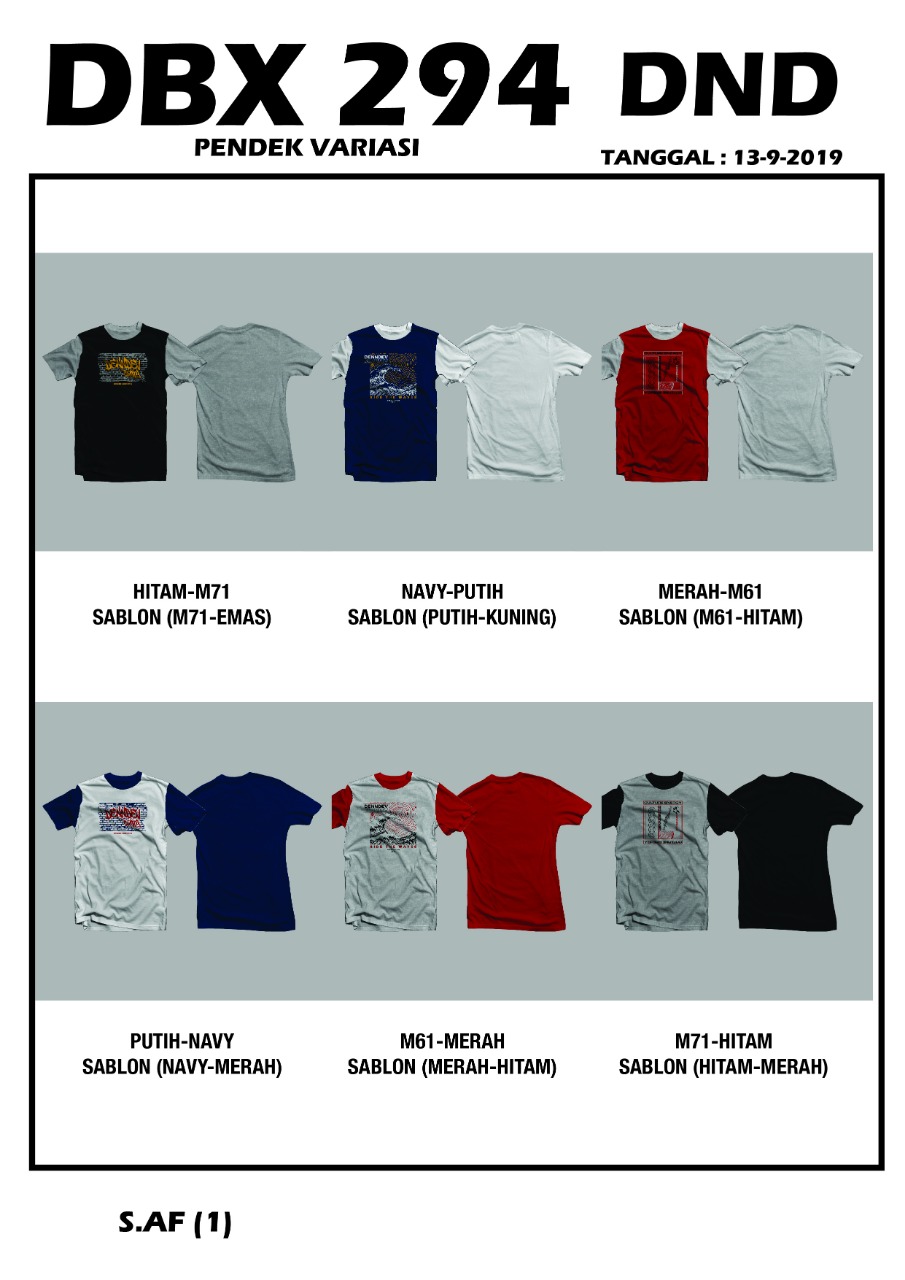 DBX 294 DND
PENDEK VARIASI
TANGGAL : 13-9-2019
HITAM-M71
SABLON (M71-EMAS)
NAVY-PUTIH
SABLON (PUTIH-KUNING)
MERAH-M61
SABLON (M61-HITAM)
PUTIH-NAVY
SABLON (NAVY-MERAH)
M61-MERAH
SABLON (MERAH-HITAM)
M71-HITAM
SABLON (HITAM-MERAH)
S.AF (1)